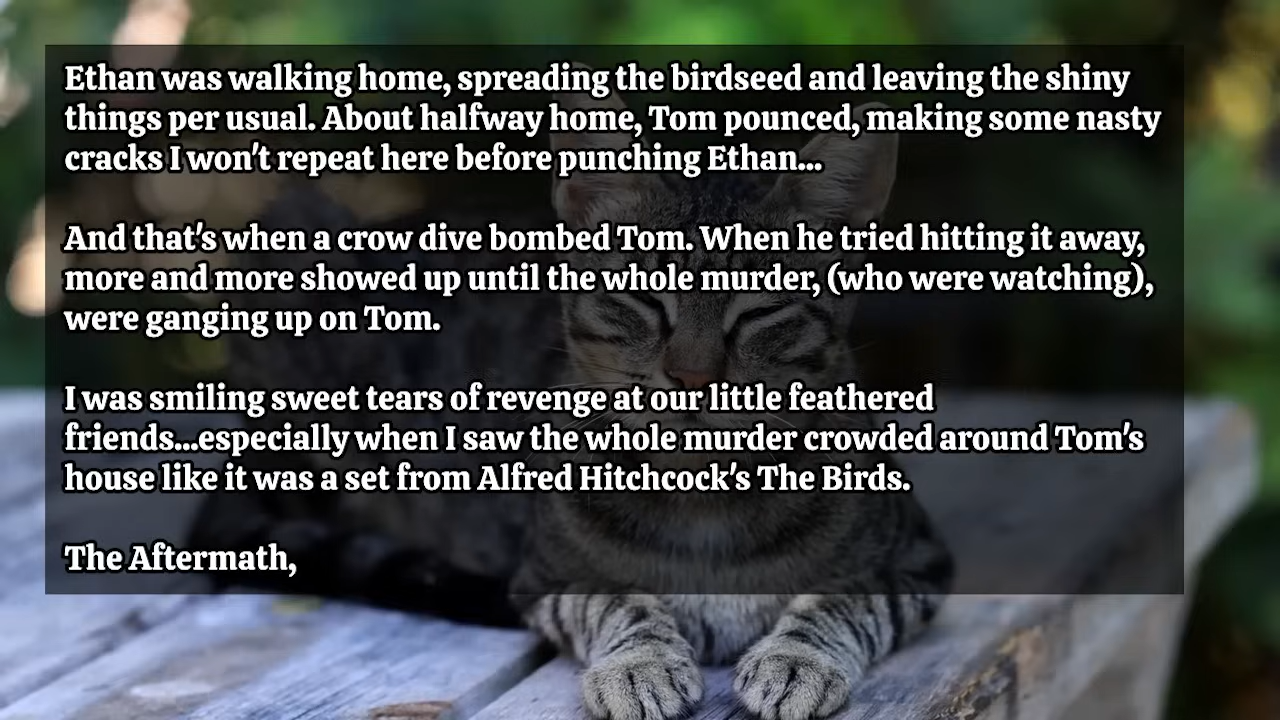 Ethan was walking home, spreading the birdseed and leaving the shiny
things per usual. About halfway home, Tom pounced, making some nasty
cracks I won't repeat here before punching Ethan...
And that's when a crow dive bombed Tom. When he tried hitting it away,
more and more showed up until the whole murder, (who were watching),
were ganging up on Tom.
I was smiling sweet tears of revenge at our little feathered
friends...especially when I saw the whole murder crowded around Tom's
house like it was a set from Alfred Hitchcock's The Birds.
The Aftermath,